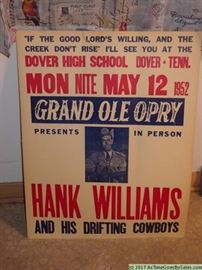 "IF THE GOOD LORD'S WILLING, AND THE
CREEK DON'T RISE" I'LL SEE YOU AT THE
DOVER HIGH SCHOOL DOVER - TENN.
MON NITE MAY 12 1952
GRAND OLE OPRY
PRESENTS IN PERSON
HANK WILLIAMS
AND HIS DRIFTING COWBOYS
(c) 2017 AsTimeGoesBySales.com